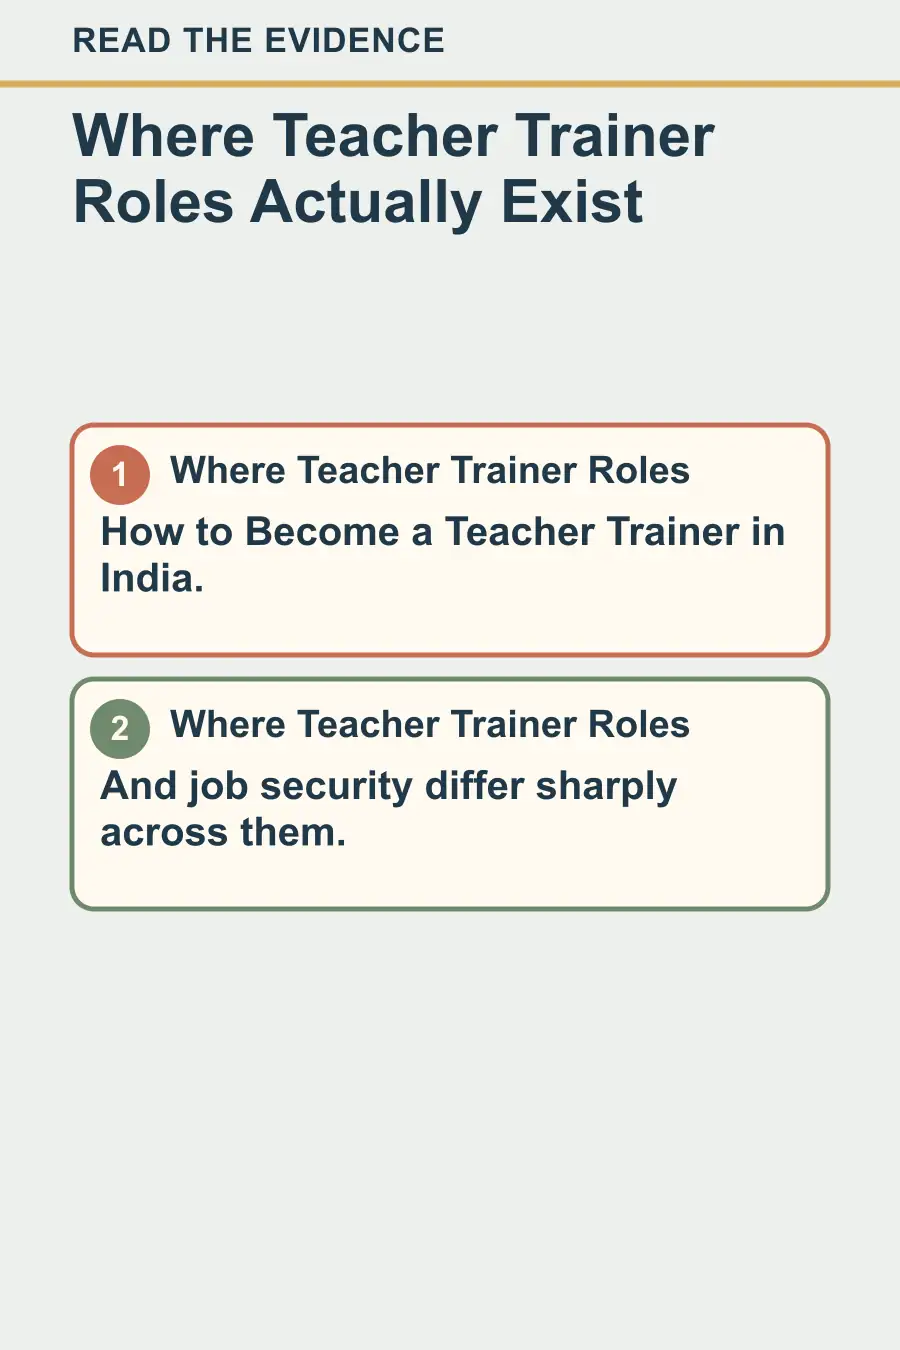 READ THE EVIDENCE
Where Teacher Trainer
Roles Actually Exist
1
Where Teacher Trainer Roles
How to Become a Teacher Trainer in
India.
2
Where Teacher Trainer Roles
And job security differ sharply
across them.